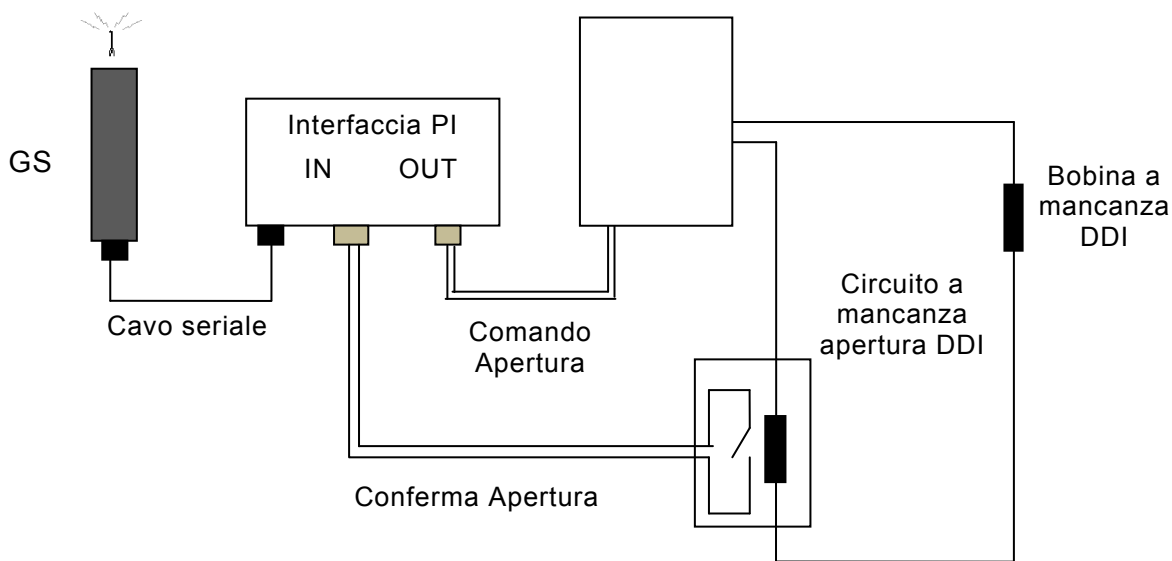 GS
Interfaccia PI
IN OUT
Cavo seriale
Comando
Apertura
Conferma Apertura
Circuito a
mancanza
apertura DDI
Bobina a
mancanza
DDI